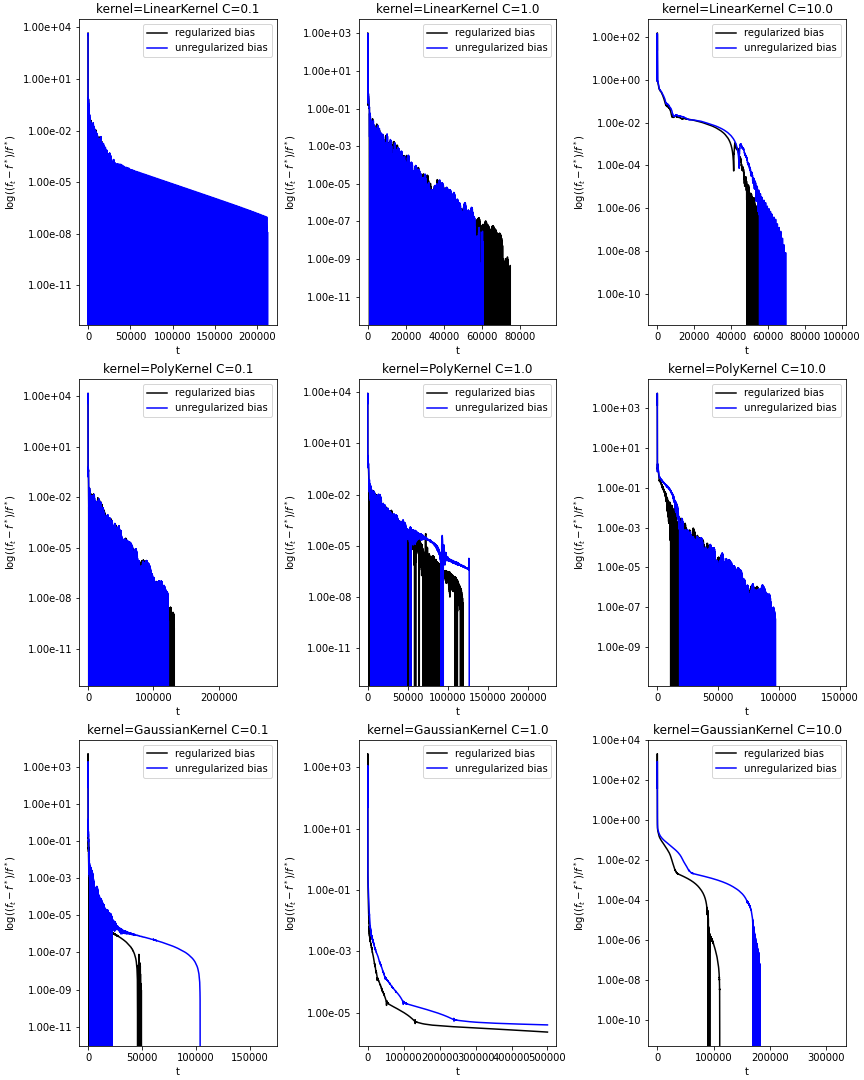 kernel=LinearKernel C=0.1
1.00e+04
1.00e+01
1.00e-02
1.00e-05
1.00e-08
1.00e-11
log((f_t − f*)/f*)
regularized bias
unregularized bias
0 50000 100000 150000 200000
t
kernel=LinearKernel C=1.0
1.00e+03
1.00e+01
1.00e-01
1.00e-03
1.00e-05
1.00e-07
1.00e-09
1.00e-11
log((f_t − f*)/f*)
regularized bias
unregularized bias
0 20000 40000 60000 80000
t
kernel=LinearKernel C=10.0
1.00e+02
1.00e+00
1.00e-02
1.00e-04
1.00e-06
1.00e-08
1.00e-10
log((f_t − f*)/f*)
regularized bias
unregularized bias
0 20000 40000 60000 80000 100000
t
kernel=PolyKernel C=0.1
1.00e+04
1.00e+01
1.00e-02
1.00e-05
1.00e-08
1.00e-11
log((f_t − f*)/f*)
regularized bias
unregularized bias
0 100000 200000
t
kernel=PolyKernel C=1.0
1.00e+04
1.00e+01
1.00e-02
1.00e-05
1.00e-08
1.00e-11
log((f_t − f*)/f*)
regularized bias
unregularized bias
0 50000 100000 150000 200000
t
kernel=PolyKernel C=10.0
1.00e+03
1.00e+01
1.00e-01
1.00e-03
1.00e-05
1.00e-07
1.00e-09
log((f_t − f*)/f*)
regularized bias
unregularized bias
0 50000 100000 150000
t
kernel=GaussianKernel C=0.1
1.00e+03
1.00e+01
1.00e-01
1.00e-03
1.00e-05
1.00e-07
1.00e-09
1.00e-11
log((f_t − f*)/f*)
regularized bias
unregularized bias
0 50000 100000 150000
t
kernel=GaussianKernel C=1.0
1.00e+03
1.00e+01
1.00e-01
1.00e-03
1.00e-05
log((f_t − f*)/f*)
regularized bias
unregularized bias
0 100000 200000 300000 400000 500000
t
kernel=GaussianKernel C=10.0
1.00e+04
1.00e+02
1.00e+00
1.00e-02
1.00e-04
1.00e-06
1.00e-08
1.00e-10
log((f_t − f*)/f*)
regularized bias
unregularized bias
0 100000 200000 300000
t